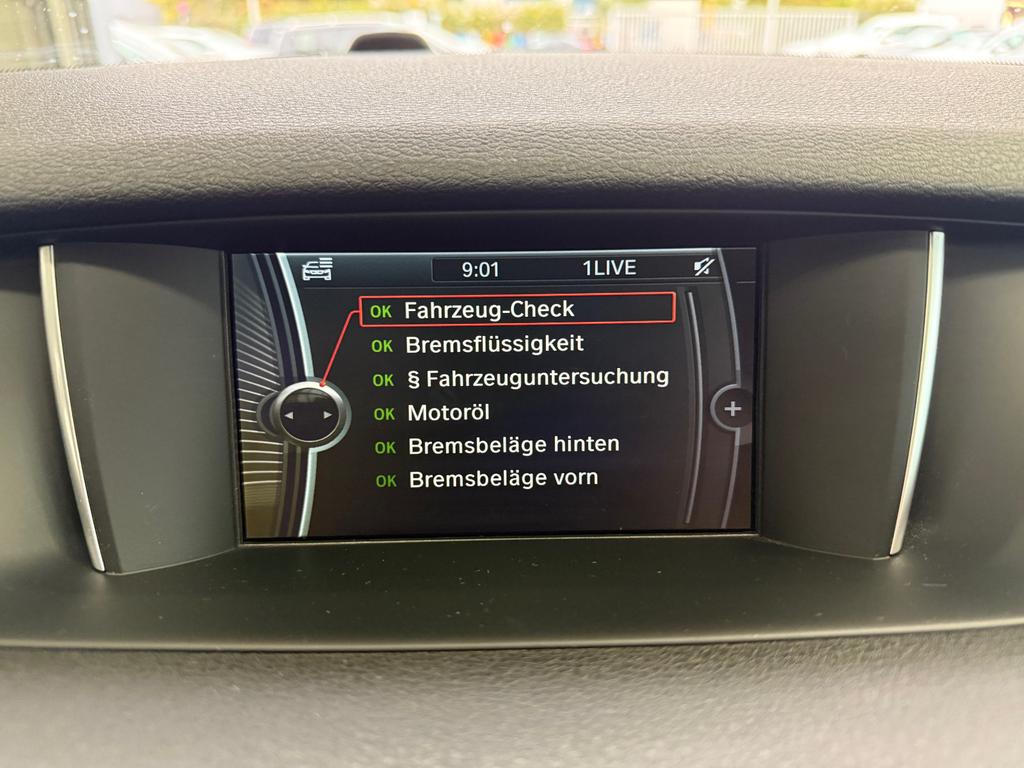 9:01 1LIVE
OK Fahrzeug-Check
OK Bremsflüssigkeit
OK § Fahrzeuguntersuchung
OK Motoröl
OK Bremsbeläge hinten
OK Bremsbeläge vorn